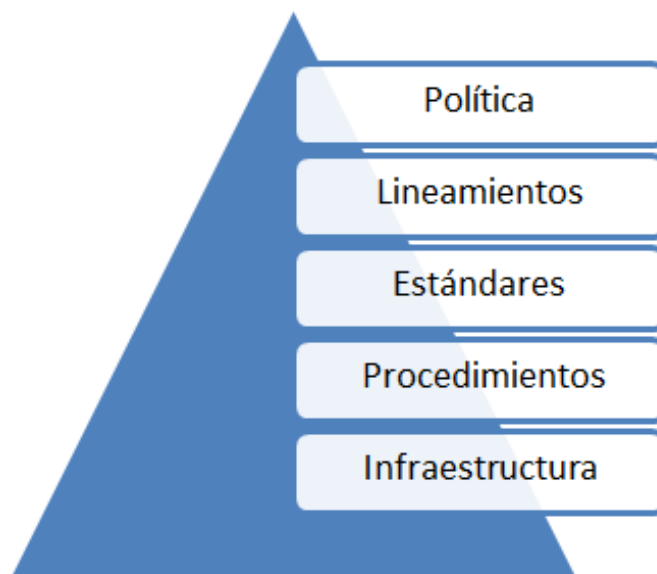 Política
Lineamientos
Estándares
Procedimientos
Infraestructura